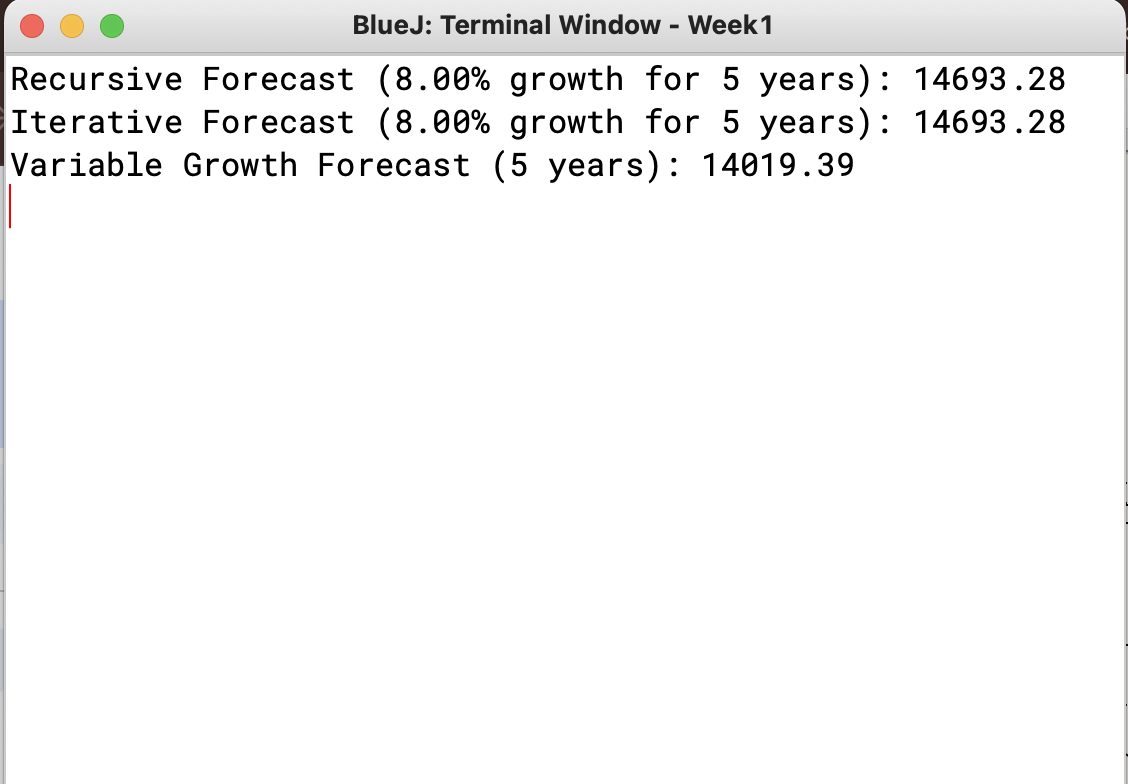 BlueJ: Terminal Window - Week1
Recursive Forecast (8.00% growth for 5 years): 14693.28
Iterative Forecast (8.00% growth for 5 years): 14693.28
Variable Growth Forecast (5 years): 14019.39